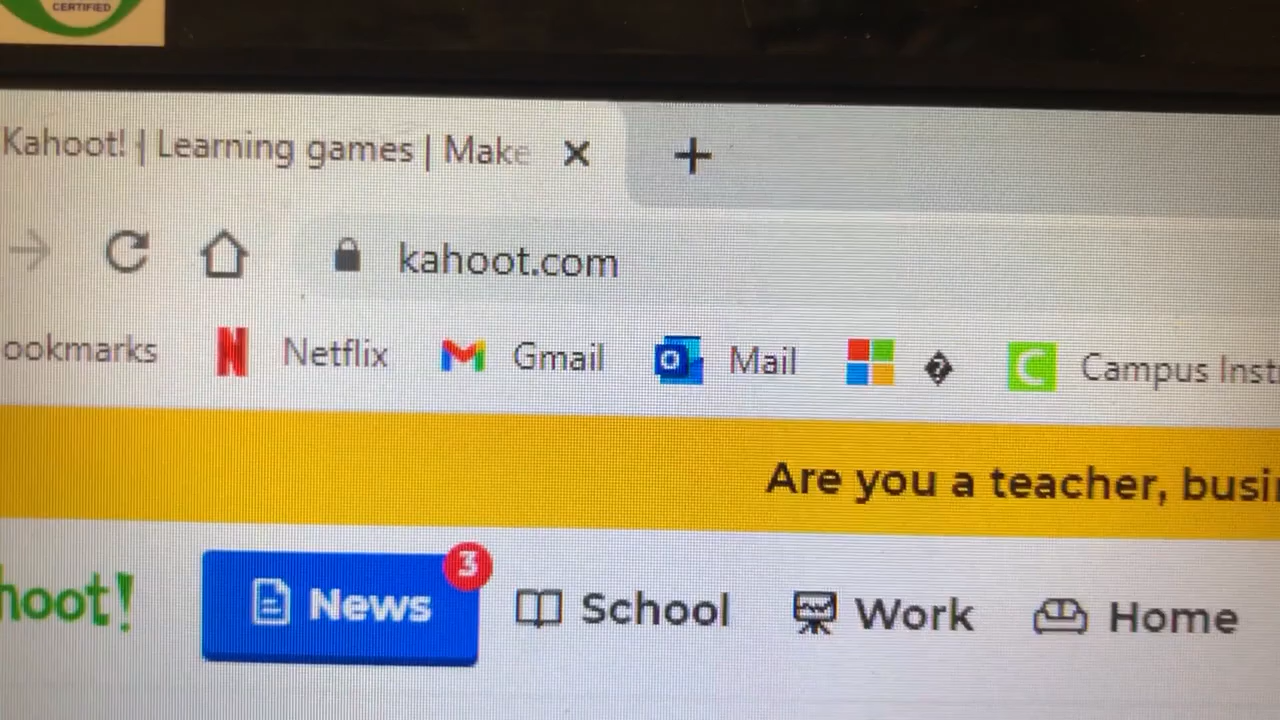 CERTIFIED
Kahoot! | Learning games | Make
kahoot.com
ookmarks Netflix Gmail Mail � Campus Inst
Are you a teacher, busi
hoot! News 3 School Work Home